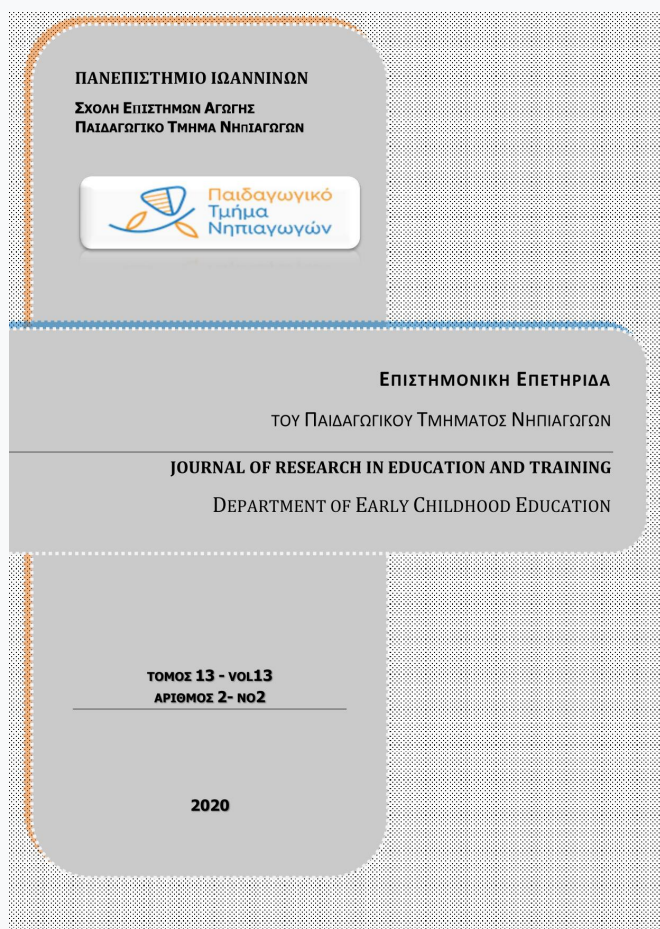 ΠΑΝΕΠΙΣΤΗΜΙΟ ΙΩΑΝΝΙΝΩΝ
ΣΧΟΛΗ ΕΠΙΣΤΗΜΩΝ ΑΓΩΓΗΣ
ΠΑΙΔΑΓΩΓΙΚΟ ΤΜΗΜΑ ΝΗΠΙΑΓΩΓΩΝ
Παιδαγωγικό
Τμήμα
Νηπιαγωγών
ΕΠΙΣΤΗΜΟΝΙΚΗ ΕΠΕΤΗΡΙΔΑ
ΤΟΥ ΠΑΙΔΑΓΩΓΙΚΟΥ ΤΜΗΜΑΤΟΣ ΝΗΠΙΑΓΩΓΩΝ
JOURNAL OF RESEARCH IN EDUCATION AND TRAINING
DEPARTMENT OF EARLY CHILDHOOD EDUCATION
ΤΟΜΟΣ 13 - VOL13
ΑΡΙΘΜΟΣ 2- NO2
2020